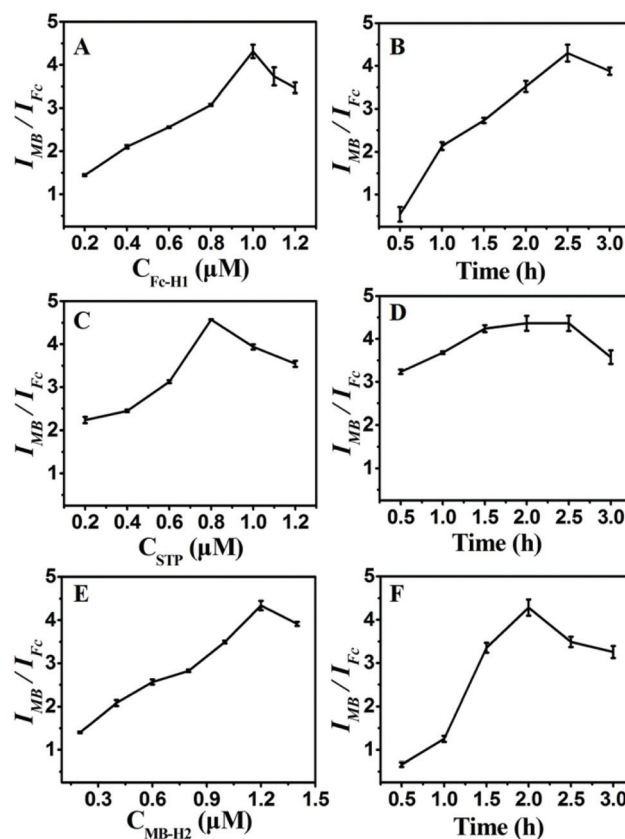 A
I_MB / I_Fc
5
4
3
2
1
0.2 0.4 0.6 0.8 1.0 1.2
C_Fc-H1 (µM)
B
I_MB / I_Fc
5
4
3
2
1
0.5 1.0 1.5 2.0 2.5 3.0
Time (h)
C
I_MB / I_Fc
5
4
3
2
1
0.2 0.4 0.6 0.8 1.0 1.2
C_STP (µM)
D
I_MB / I_Fc
5
4
3
2
1
0.5 1.0 1.5 2.0 2.5 3.0
Time (h)
E
I_MB / I_Fc
5
4
3
2
1
0.3 0.6 0.9 1.2 1.5
C_MB-H2 (µM)
F
I_MB / I_Fc
5
4
3
2
1
0.5 1.0 1.5 2.0 2.5 3.0
Time (h)